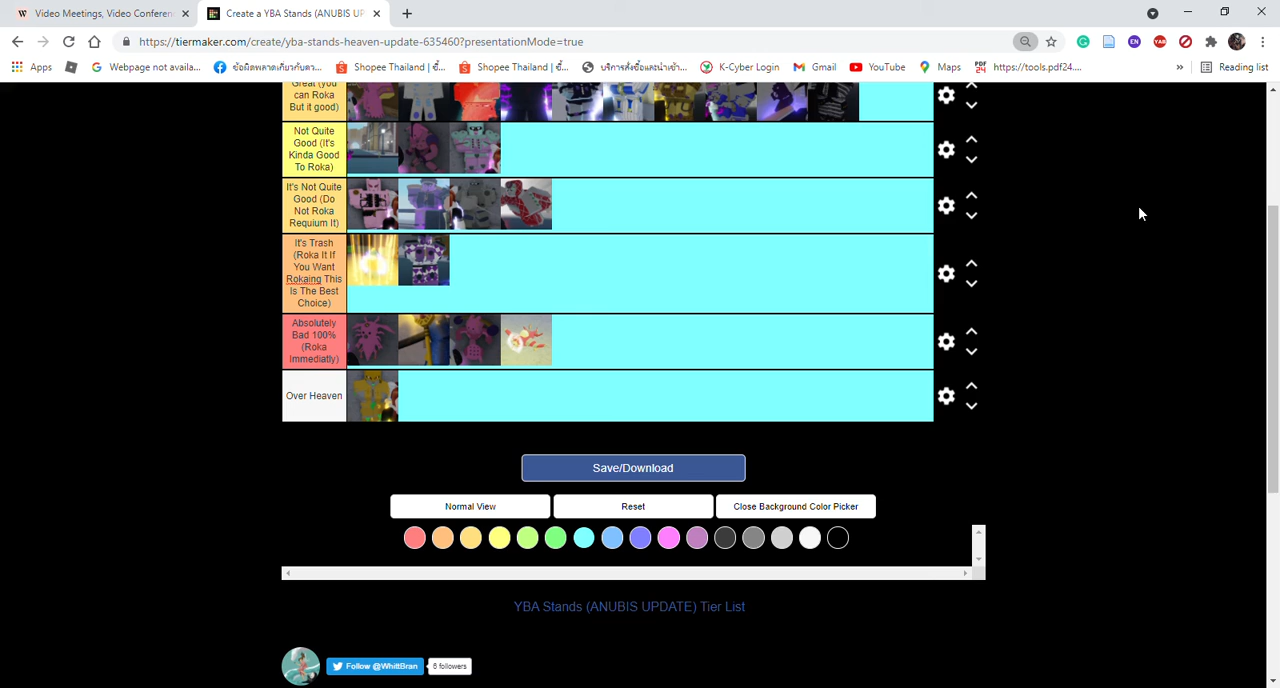 Video Meetings, Video Conferen
Create a YBA Stands (ANUBIS UP
https://tiermaker.com/create/yba-stands-heaven-update-635460?presentationMode=true
Apps
Webpage not availa...
ข้อผิดพลาดเกี่ยวกับคว...
Shopee Thailand | ซื้...
Shopee Thailand | ซื้...
บริการสั่งซื้อและนำเข้า...
K-Cyber Login
Gmail
YouTube
Maps
https://tools.pdf24....
»
Reading list
Great (you
can Roka
But it good)
Not Quite
Good (It's
Kinda Good
To Roka)
It's Not Quite
Good (Do
Not Roka
Requium It)
It's Trash
(Roka It If
You Want
Rokaing This
Is The Best
Choice)
Absolutely
Bad 100%
(Roka
Immediatly)
Over Heaven
Save/Download
Normal View
Reset
Close Background Color Picker
YBA Stands (ANUBIS UPDATE) Tier List
Follow @WhittBran
6 followers